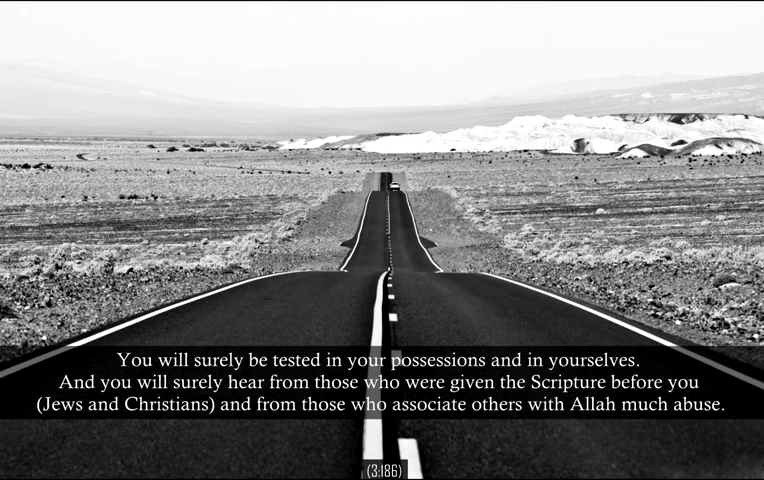 You will surely be tested in your possessions and in yourselves.
And you will surely hear from those who were given the Scripture before you
(Jews and Christians) and from those who associate others with Allah much abuse.
(3:186)